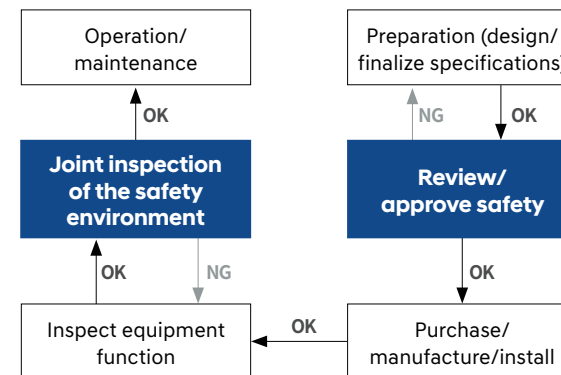 Operation/
maintenance
Preparation (design/
finalize specifications)
OK
NG
OK
Joint inspection
of the safety
environment
Review/
approve safety
OK
NG
OK
Inspect equipment
function
OK
Purchase/
manufacture/install